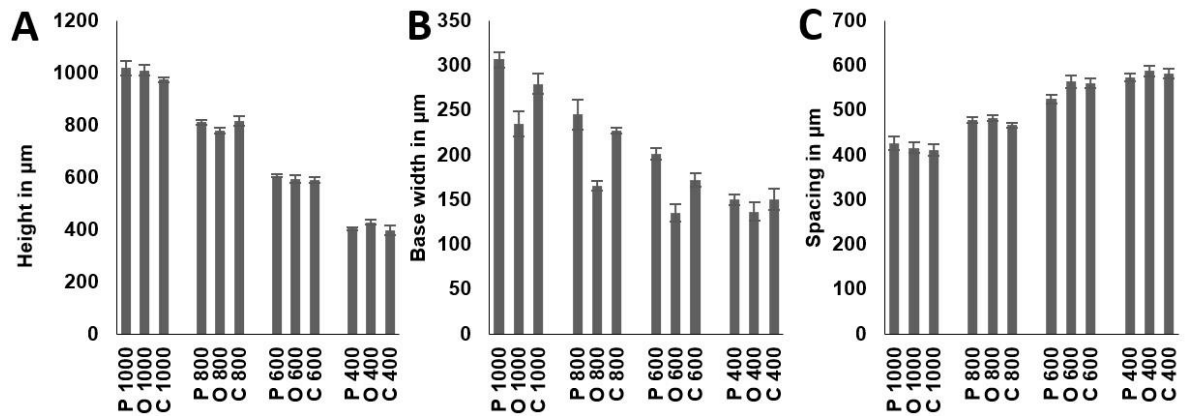 A
Height in µm
1200
1000
800
600
400
200
0
P 1000
O 1000
C 1000
P 800
O 800
C 800
P 600
O 600
C 600
P 400
O 400
C 400
B
Base width in µm
350
300
250
200
150
100
50
0
P 1000
O 1000
C 1000
P 800
O 800
C 800
P 600
O 600
C 600
P 400
O 400
C 400
C
Spacing in µm
700
600
500
400
300
200
100
0
P 1000
O 1000
C 1000
P 800
O 800
C 800
P 600
O 600
C 600
P 400
O 400
C 400